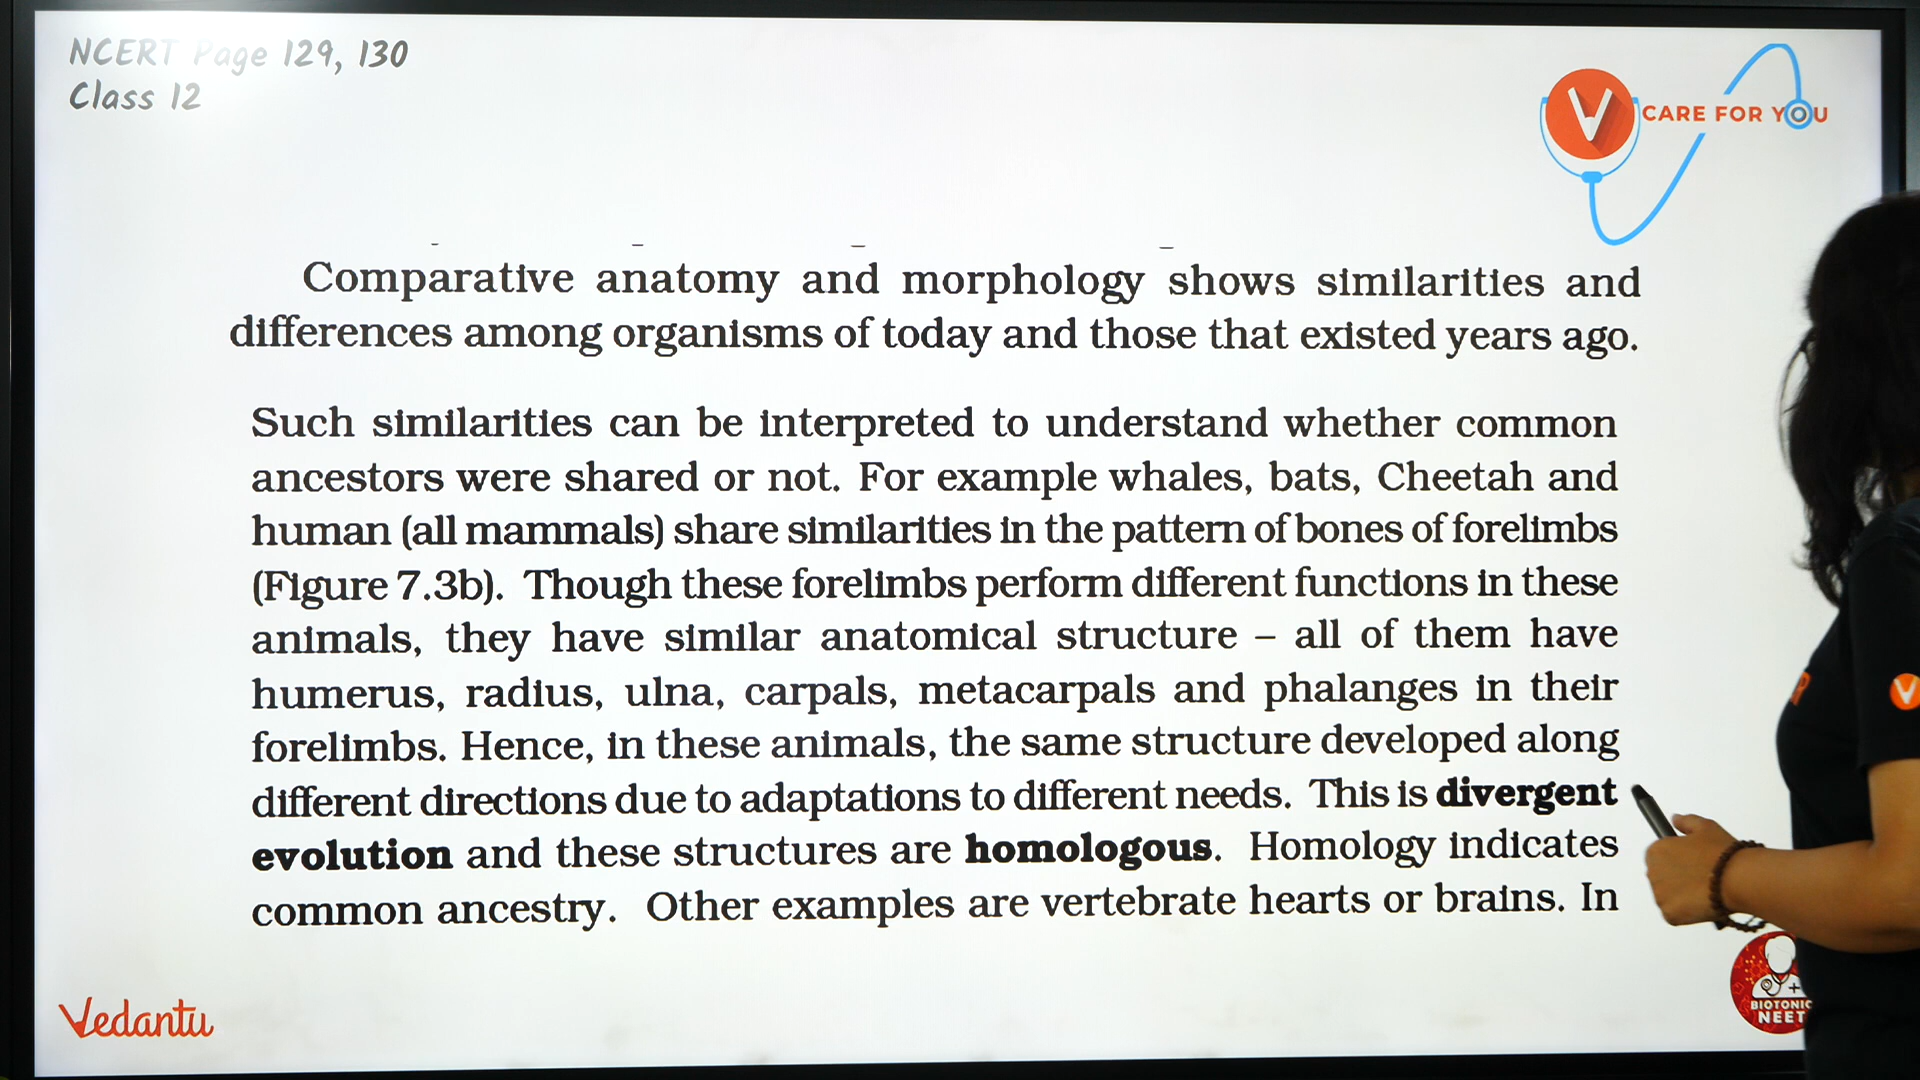 NCERT Page 129, 130
Class 12
CARE FOR YOU
Comparative anatomy and morphology shows similarities and
differences among organisms of today and those that existed years ago.
Such similarities can be interpreted to understand whether common
ancestors were shared or not. For example whales, bats, Cheetah and
human (all mammals) share similarities in the pattern of bones of forelimbs
(Figure 7.3b). Though these forelimbs perform different functions in these
animals, they have similar anatomical structure – all of them have
humerus, radius, ulna, carpals, metacarpals and phalanges in their
forelimbs. Hence, in these animals, the same structure developed along
different directions due to adaptations to different needs. This is divergent
evolution and these structures are homologous. Homology indicates
common ancestry. Other examples are vertebrate hearts or brains. In
Vedantu
BIOTONIC
NEET